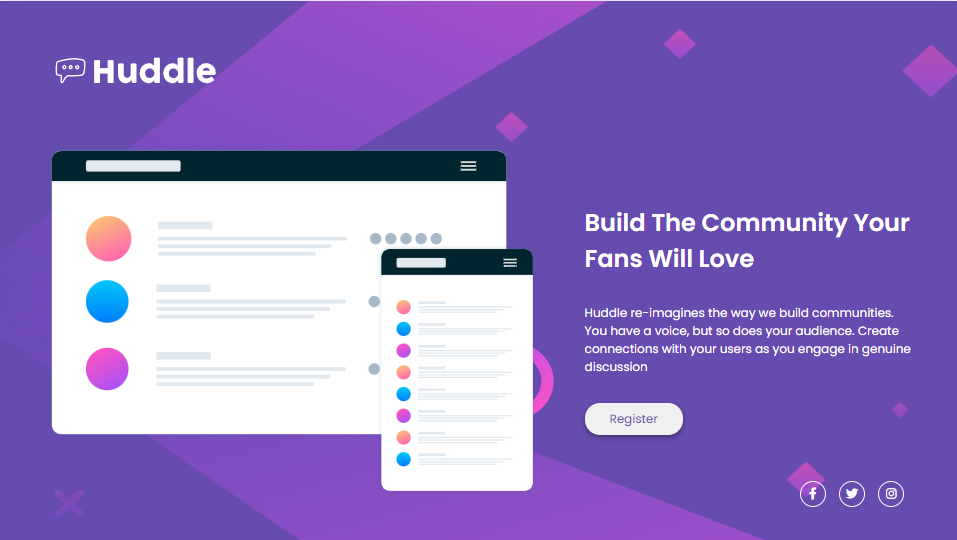 Huddle
Build The Community Your
Fans Will Love
Huddle re-imagines the way we build communities.
You have a voice, but so does your audience. Create
connections with your users as you engage in genuine
discussion
Register